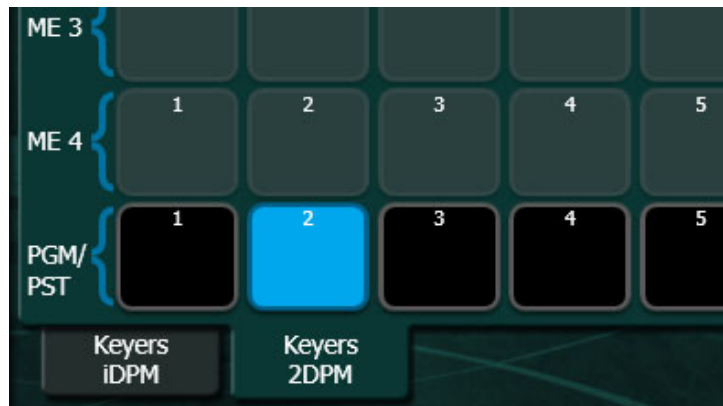 ME 3
1 2 3 4 5
ME 4
1 2 3 4 5
PGM/
PST
Keyers
iDPM
Keyers
2DPM